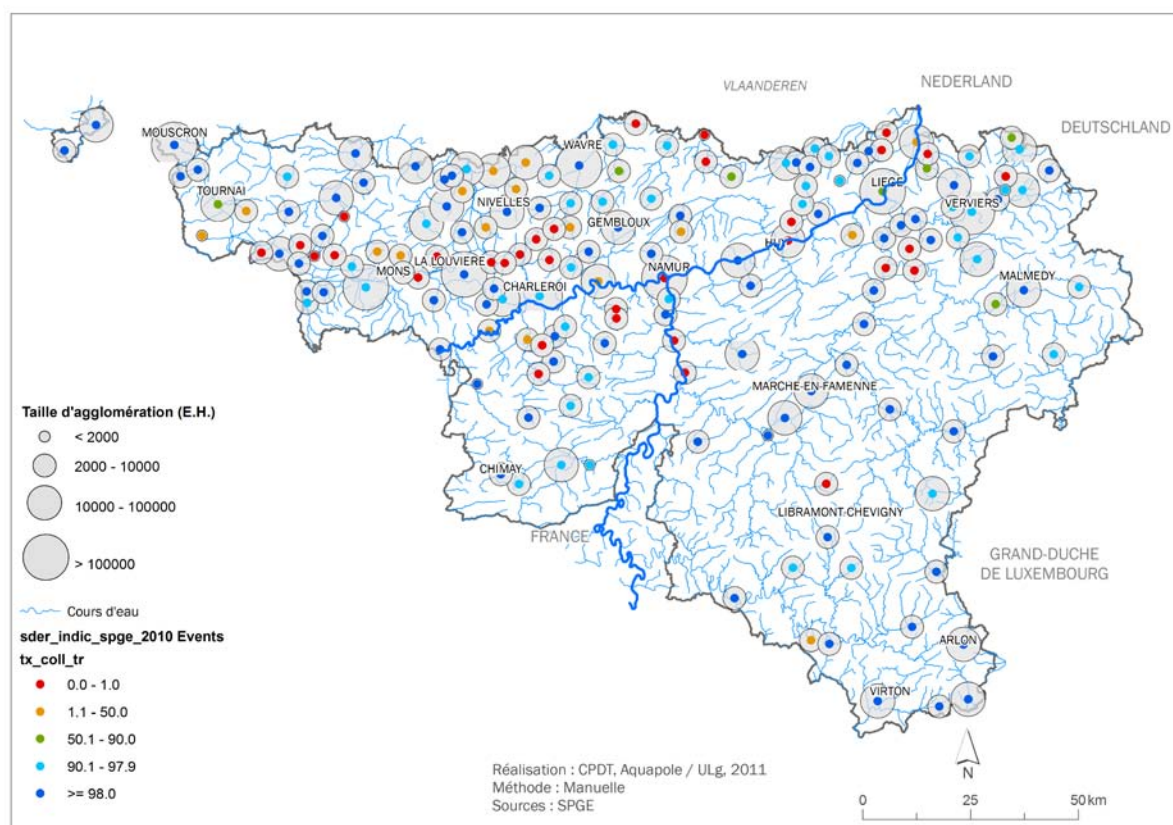 VLAANDEREN
NEDERLAND
DEUTSCHLAND
MOUSCRON
WAVRE
TOURNAI
LIEGE
NIVELLES
VERVIERS
GEMBLOUX
HUY
MONS
LA LOUVIERE
NAMUR
MALMEDY
CHARLEROI
MARCHE-EN-FAMENNE
CHIMAY
LIBRAMONT-CHEVIGNY
FRANCE
GRAND-DUCHE
DE LUXEMBOURG
ARLON
VIRTON
Taille d'agglomération (E.H.)
< 2000
2000 - 10000
10000 - 100000
> 100000
Cours d'eau
sder_indic_spge_2010 Events
tx_coll_tr
0.0 - 1.0
1.1 - 50.0
50.1 - 90.0
90.1 - 97.9
>= 98.0
Réalisation : CPDT, Aquapole / ULg, 2011
Méthode : Manuelle
Sources : SPGE
N
0 25 50 km